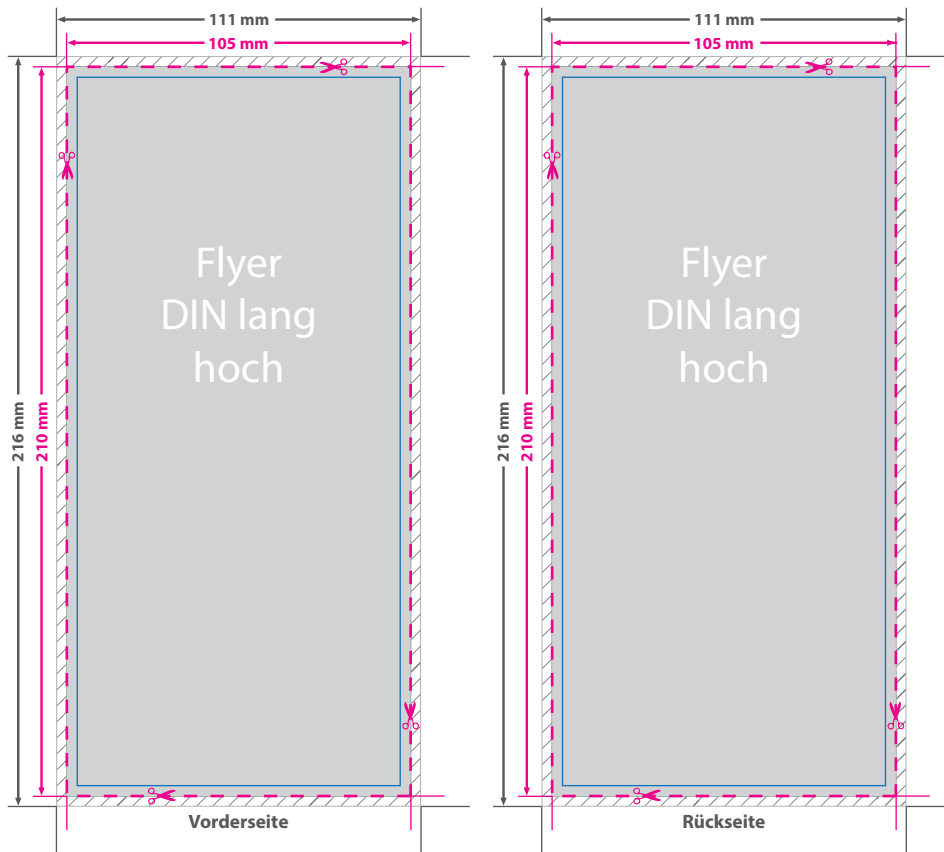 111 mm
105 mm
216 mm
210 mm
Flyer
DIN lang
hoch
Vorderseite
111 mm
105 mm
216 mm
210 mm
Flyer
DIN lang
hoch
Rückseite